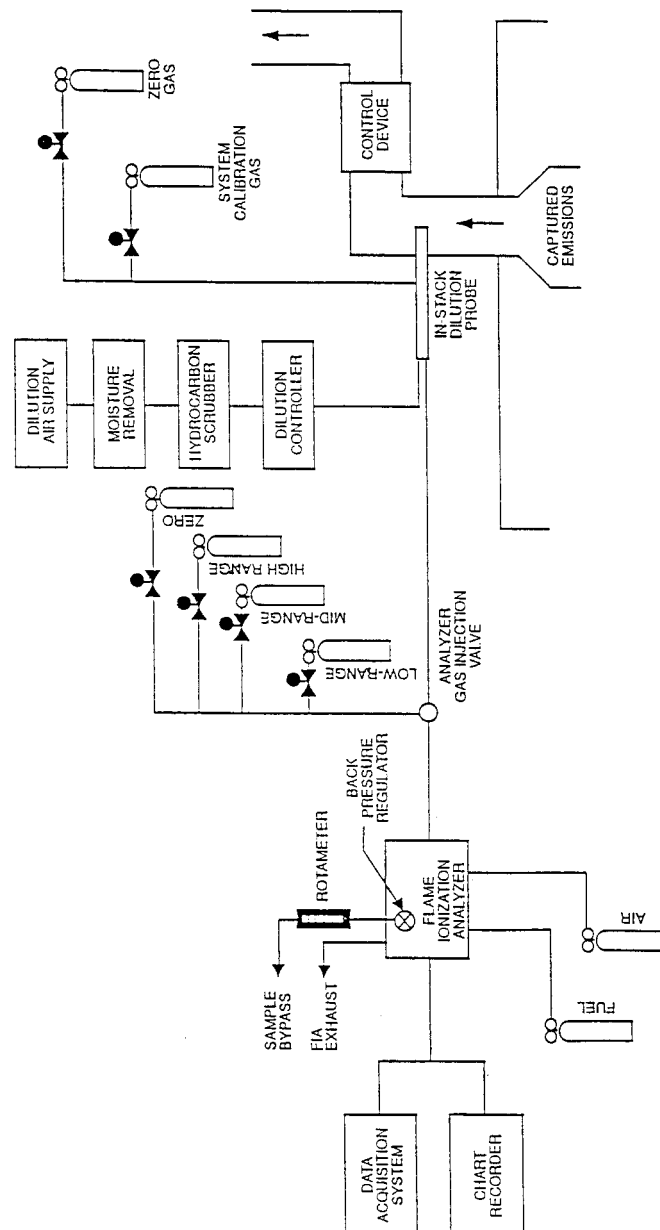 ZERO
GAS
SYSTEM
CALIBRATION
GAS
CONTROL
DEVICE
CAPTURED
EMISSIONS
IN-STACK
DILUTION
PROBE
DILUTION
AIR SUPPLY
MOISTURE
REMOVAL
HYDROCARBON
SCRUBBER
DILUTION
CONTROLLER
ZERO
HIGH RANGE
MID-RANGE
LOW-RANGE
ANALYZER
GAS INJECTION
VALVE
BACK
PRESSURE
REGULATOR
ROTAMETER
SAMPLE
BYPASS
FIA
EXHAUST
FLAME
IONIZATION
ANALYZER
AIR
FUEL
DATA
ACQUISITION
SYSTEM
CHART
RECORDER